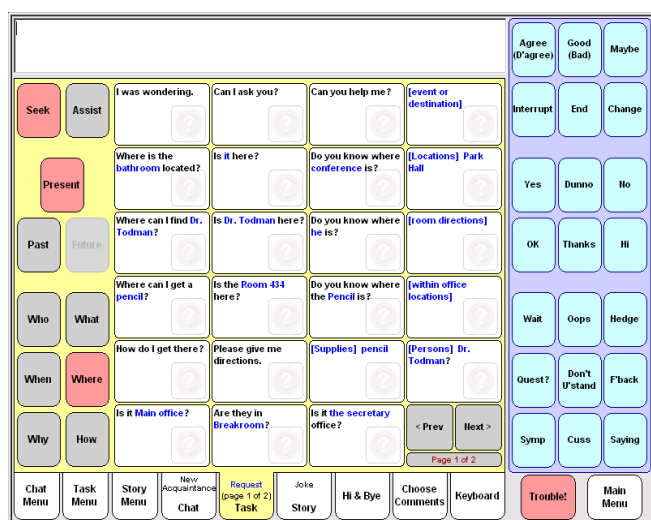 Agree
(D'agree)
Good
(Bad)
Maybe
Seek
Assist
I was wondering.
Can I ask you?
Can you help me?
[event or
destination]
Interrupt
End
Change
Present
Where is the
bathroom located?
Is it here?
Do you know where
conference is?
[Locations] Park
Hall
Yes
Dunno
No
Past
Future
Where can I find Dr.
Todman?
Is Dr. Todman here?
Do you know where
he is?
[room directions]
OK
Thanks
Hi
Who
What
Where can I get a
pencil?
Is the Room 434
here?
Do you know where
the Pencil is?
[within office
locations]
Wait
Oops
Hedge
When
Where
How do I get there?
Please give me
directions.
[Supplies] pencil
[Persons] Dr.
Todman?
Quest?
Don't
U'stand
F'back
Why
How
Is it Main office?
Are they in
Breakroom?
Is it the secretary
office?
< Prev
Next >
Page 1 of 2
Symp
Cuss
Saying
Chat
Menu
Task
Menu
Story
Menu
New
Acquaintance
Chat
Request
(page 1 of 2)
Task
Joke
Story
Hi & Bye
Choose
Comments
Keyboard
Trouble!
Main
Menu